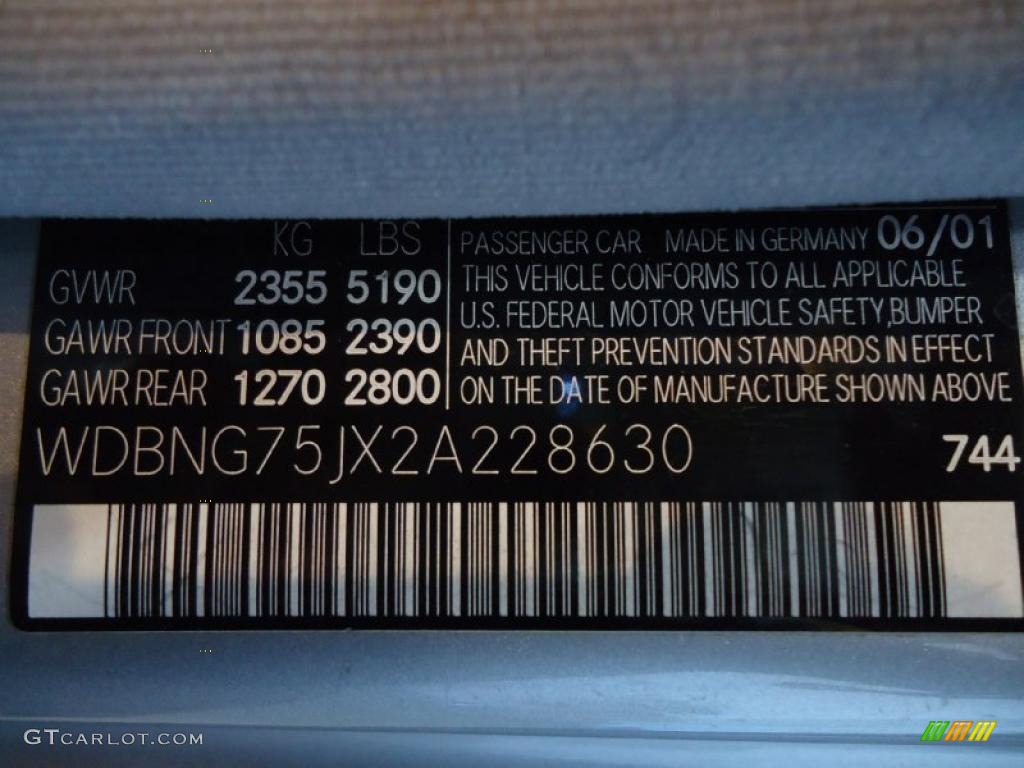 KG LBS
GVWR 2355 5190
GAWR FRONT 1085 2390
GAWR REAR 1270 2800
PASSENGER CAR MADE IN GERMANY 06/01
THIS VEHICLE CONFORMS TO ALL APPLICABLE
U.S. FEDERAL MOTOR VEHICLE SAFETY,BUMPER
AND THEFT PREVENTION STANDARDS IN EFFECT
ON THE DATE OF MANUFACTURE SHOWN ABOVE
WDBNG75JX2A228630 744
GTCARLOT.COM